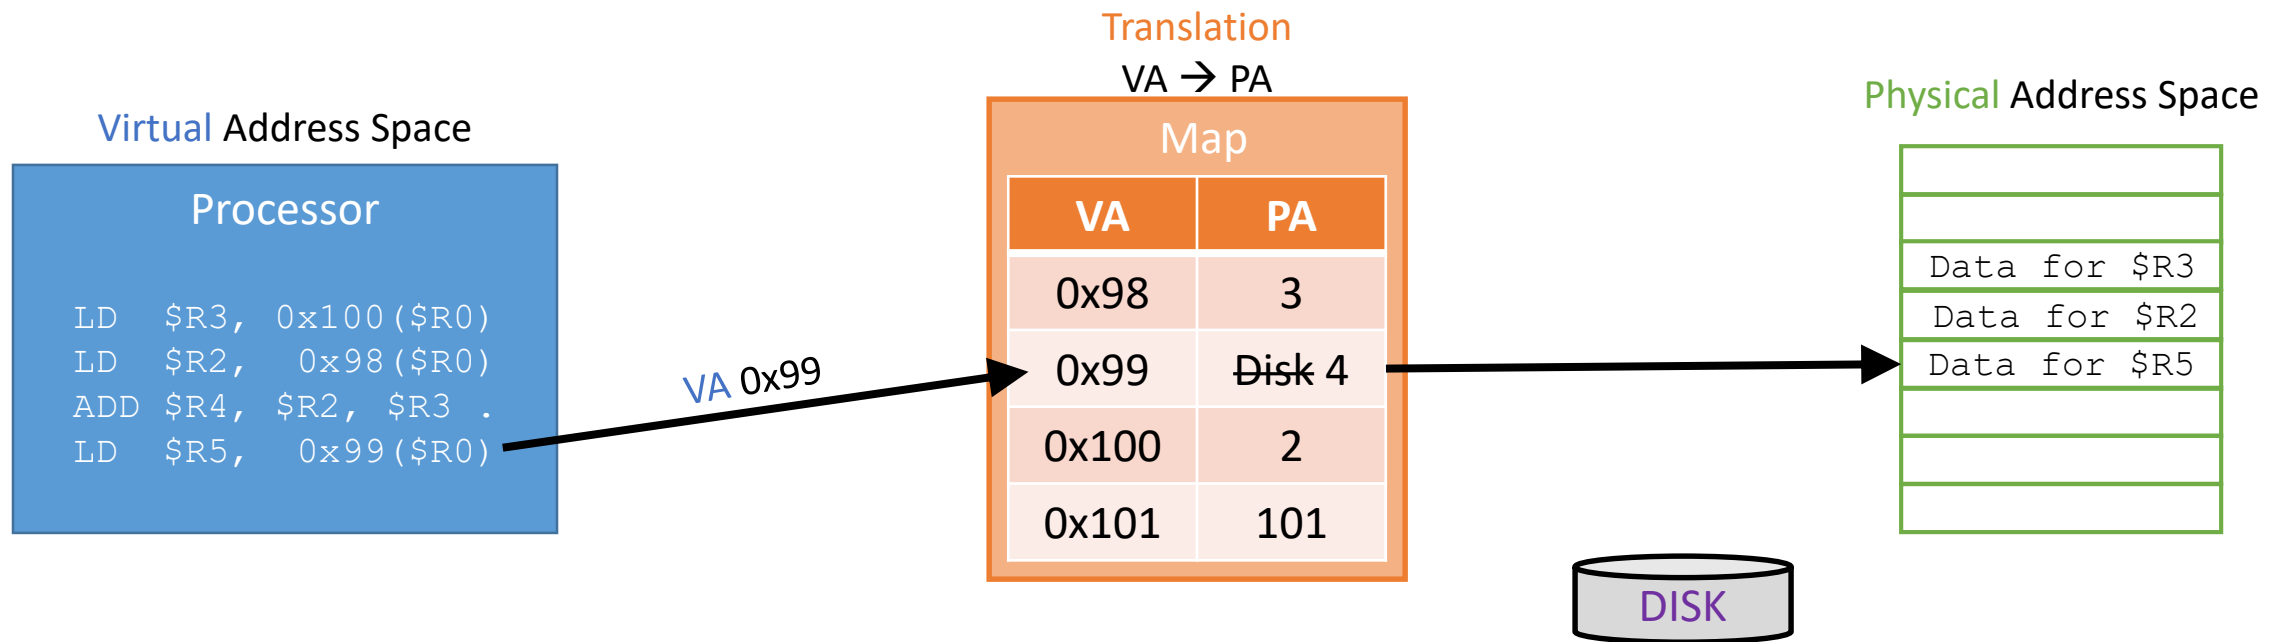 Virtual Address Space
Processor
LD $R3, 0x100($R0)
LD $R2, 0x98($R0)
ADD $R4, $R2, $R3 .
LD $R5, 0x99($R0)
VA 0x99
Translation
VA → PA
Map
VA PA
0x98 3
0x99 Disk 4
0x100 2
0x101 101
Physical Address Space
Data for $R3
Data for $R2
Data for $R5
DISK